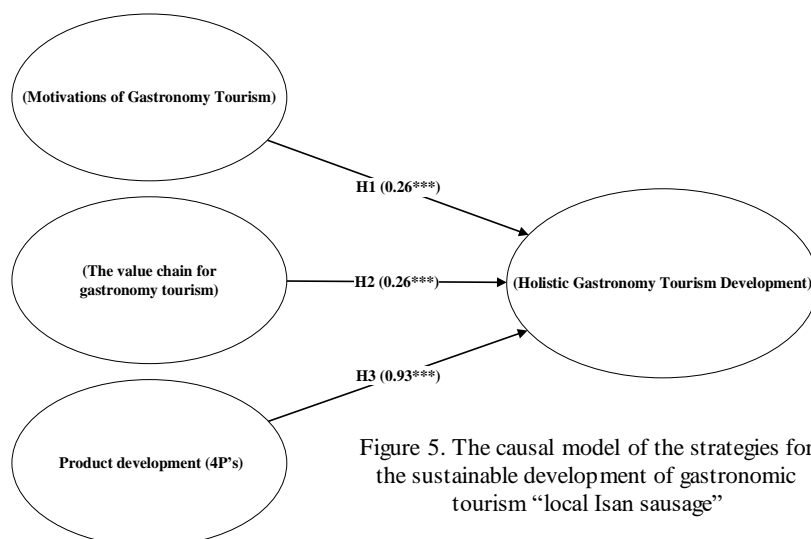 (Motivations of Gastronomy Tourism)
H1 (0.26***)
(The value chain for
gastronomy tourism)
H2 (0.26***)
(Holistic Gastronomy Tourism Development)
H3 (0.93***)
Product development (4P's)
Figure 5. The causal model of the strategies for
the sustainable development of gastronomic
tourism “local Isan sausage”